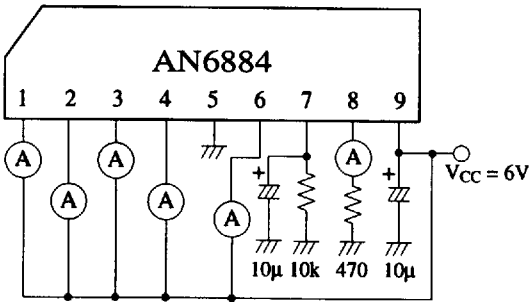 AN6884
1 2 3 4 5 6 7 8 9
A A A A A A
+ +
VCC = 6V
10μ 10k 470 10μ